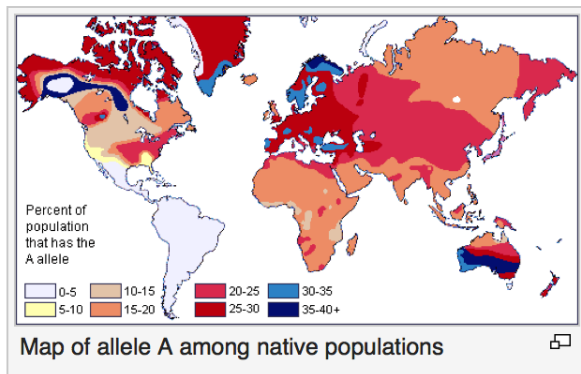 Percent of
population
that has the
A allele
0-5 10-15 20-25 30-35
5-10 15-20 25-30 35-40+
Map of allele A among native populations